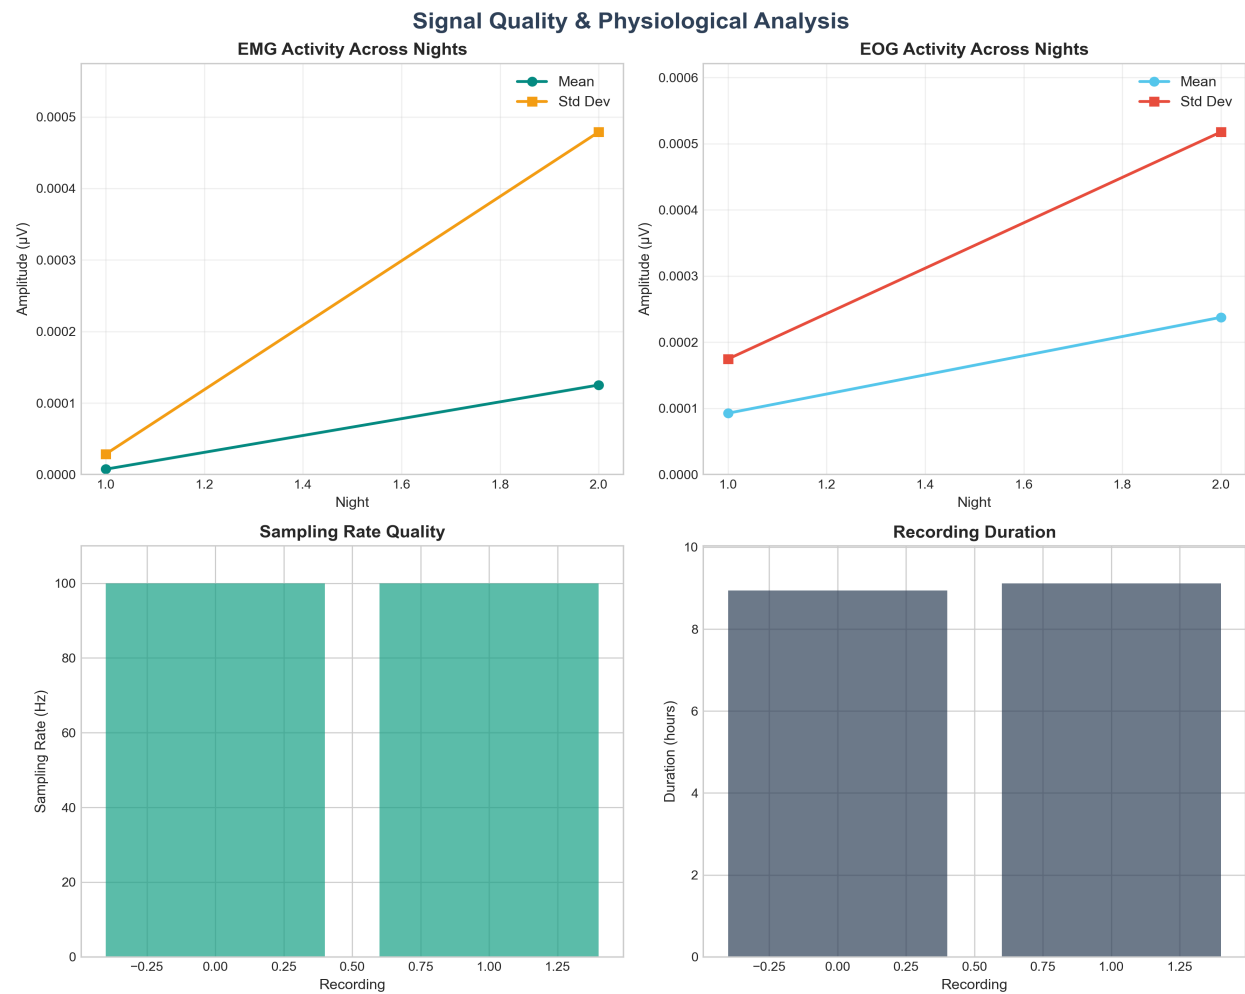 Signal Quality & Physiological Analysis
EMG Activity Across Nights
Mean
Std Dev
0.0005
0.0004
0.0003
0.0002
0.0001
0.0000
Amplitude (μV)
1.0 1.2 1.4 1.6 1.8 2.0
Night
EOG Activity Across Nights
Mean
Std Dev
0.0006
0.0005
0.0004
0.0003
0.0002
0.0001
0.0000
Amplitude (μV)
1.0 1.2 1.4 1.6 1.8 2.0
Night
Sampling Rate Quality
100
80
60
40
20
0
Sampling Rate (Hz)
−0.25 0.00 0.25 0.50 0.75 1.00 1.25
Recording
Recording Duration
10
8
6
4
2
0
Duration (hours)
−0.25 0.00 0.25 0.50 0.75 1.00 1.25
Recording